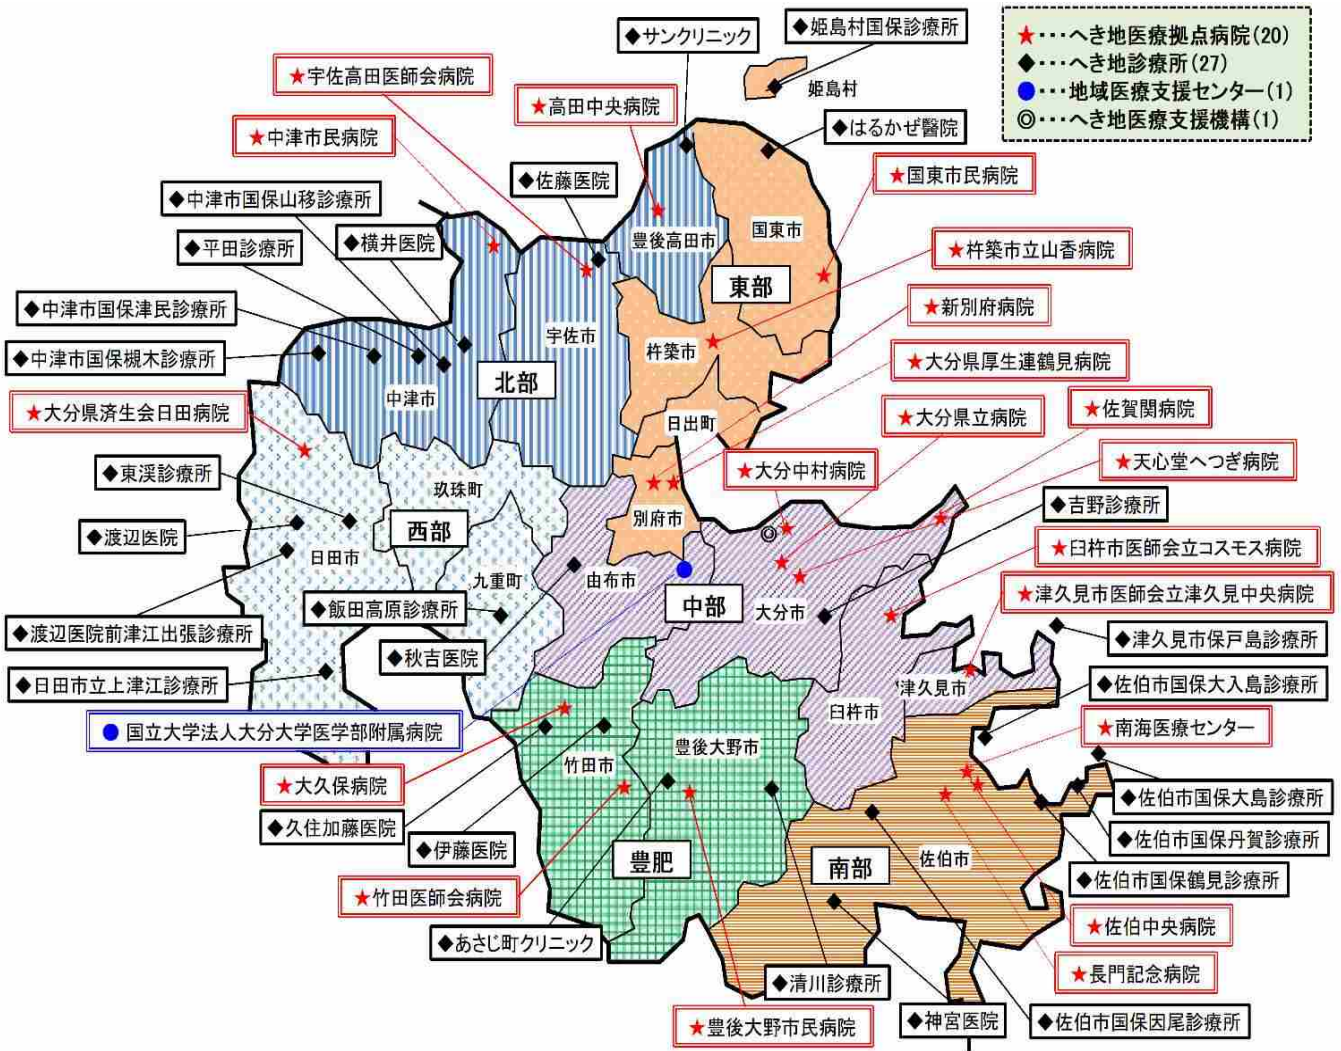 ◆サンクリニック
◆姫島村国保診療所
★･･･へき地医療拠点病院(20)
◆･･･へき地診療所(27)
●･･･地域医療支援センター(1)
◎･･･へき地医療支援機構(1)
姫島村
★宇佐高田医師会病院
★高田中央病院
★中津市民病院
◆はるかぜ醫院
★国東市民病院
◆佐藤医院
◆中津市国保山移診療所
◆平田診療所
◆横井医院
豊後高田市
国東市
★杵築市立山香病院
東部
★新別府病院
◆中津市国保津民診療所
◆中津市国保槻木診療所
宇佐市
杵築市
★大分県厚生連鶴見病院
北部
中津市
★大分県済生会日田病院
日出町
★大分県立病院
★佐賀関病院
◆東渓診療所
玖珠町
★大分中村病院
★天心堂へつぎ病院
◆吉野診療所
◆渡辺医院
西部
別府市
日田市
九重町
由布市
★臼杵市医師会立コスモス病院
◆飯田高原診療所
中部
大分市
★津久見市医師会立津久見中央病院
◆渡辺医院前津江出張診療所
◆秋吉医院
◆津久見市保戸島診療所
◆日田市立上津江診療所
津久見市
◆佐伯市国保大入島診療所
臼杵市
●国立大学法人大分大学医学部附属病院
★南海医療センター
豊後大野市
竹田市
★大久保病院
◆佐伯市国保大島診療所
◆久住加藤医院
◆伊藤医院
◆佐伯市国保丹賀診療所
豊肥
南部
佐伯市
◆佐伯市国保鶴見診療所
★竹田医師会病院
★佐伯中央病院
◆あさじ町クリニック
◆清川診療所
★長門記念病院
★豊後大野市民病院
◆神宮医院
◆佐伯市国保因尾診療所